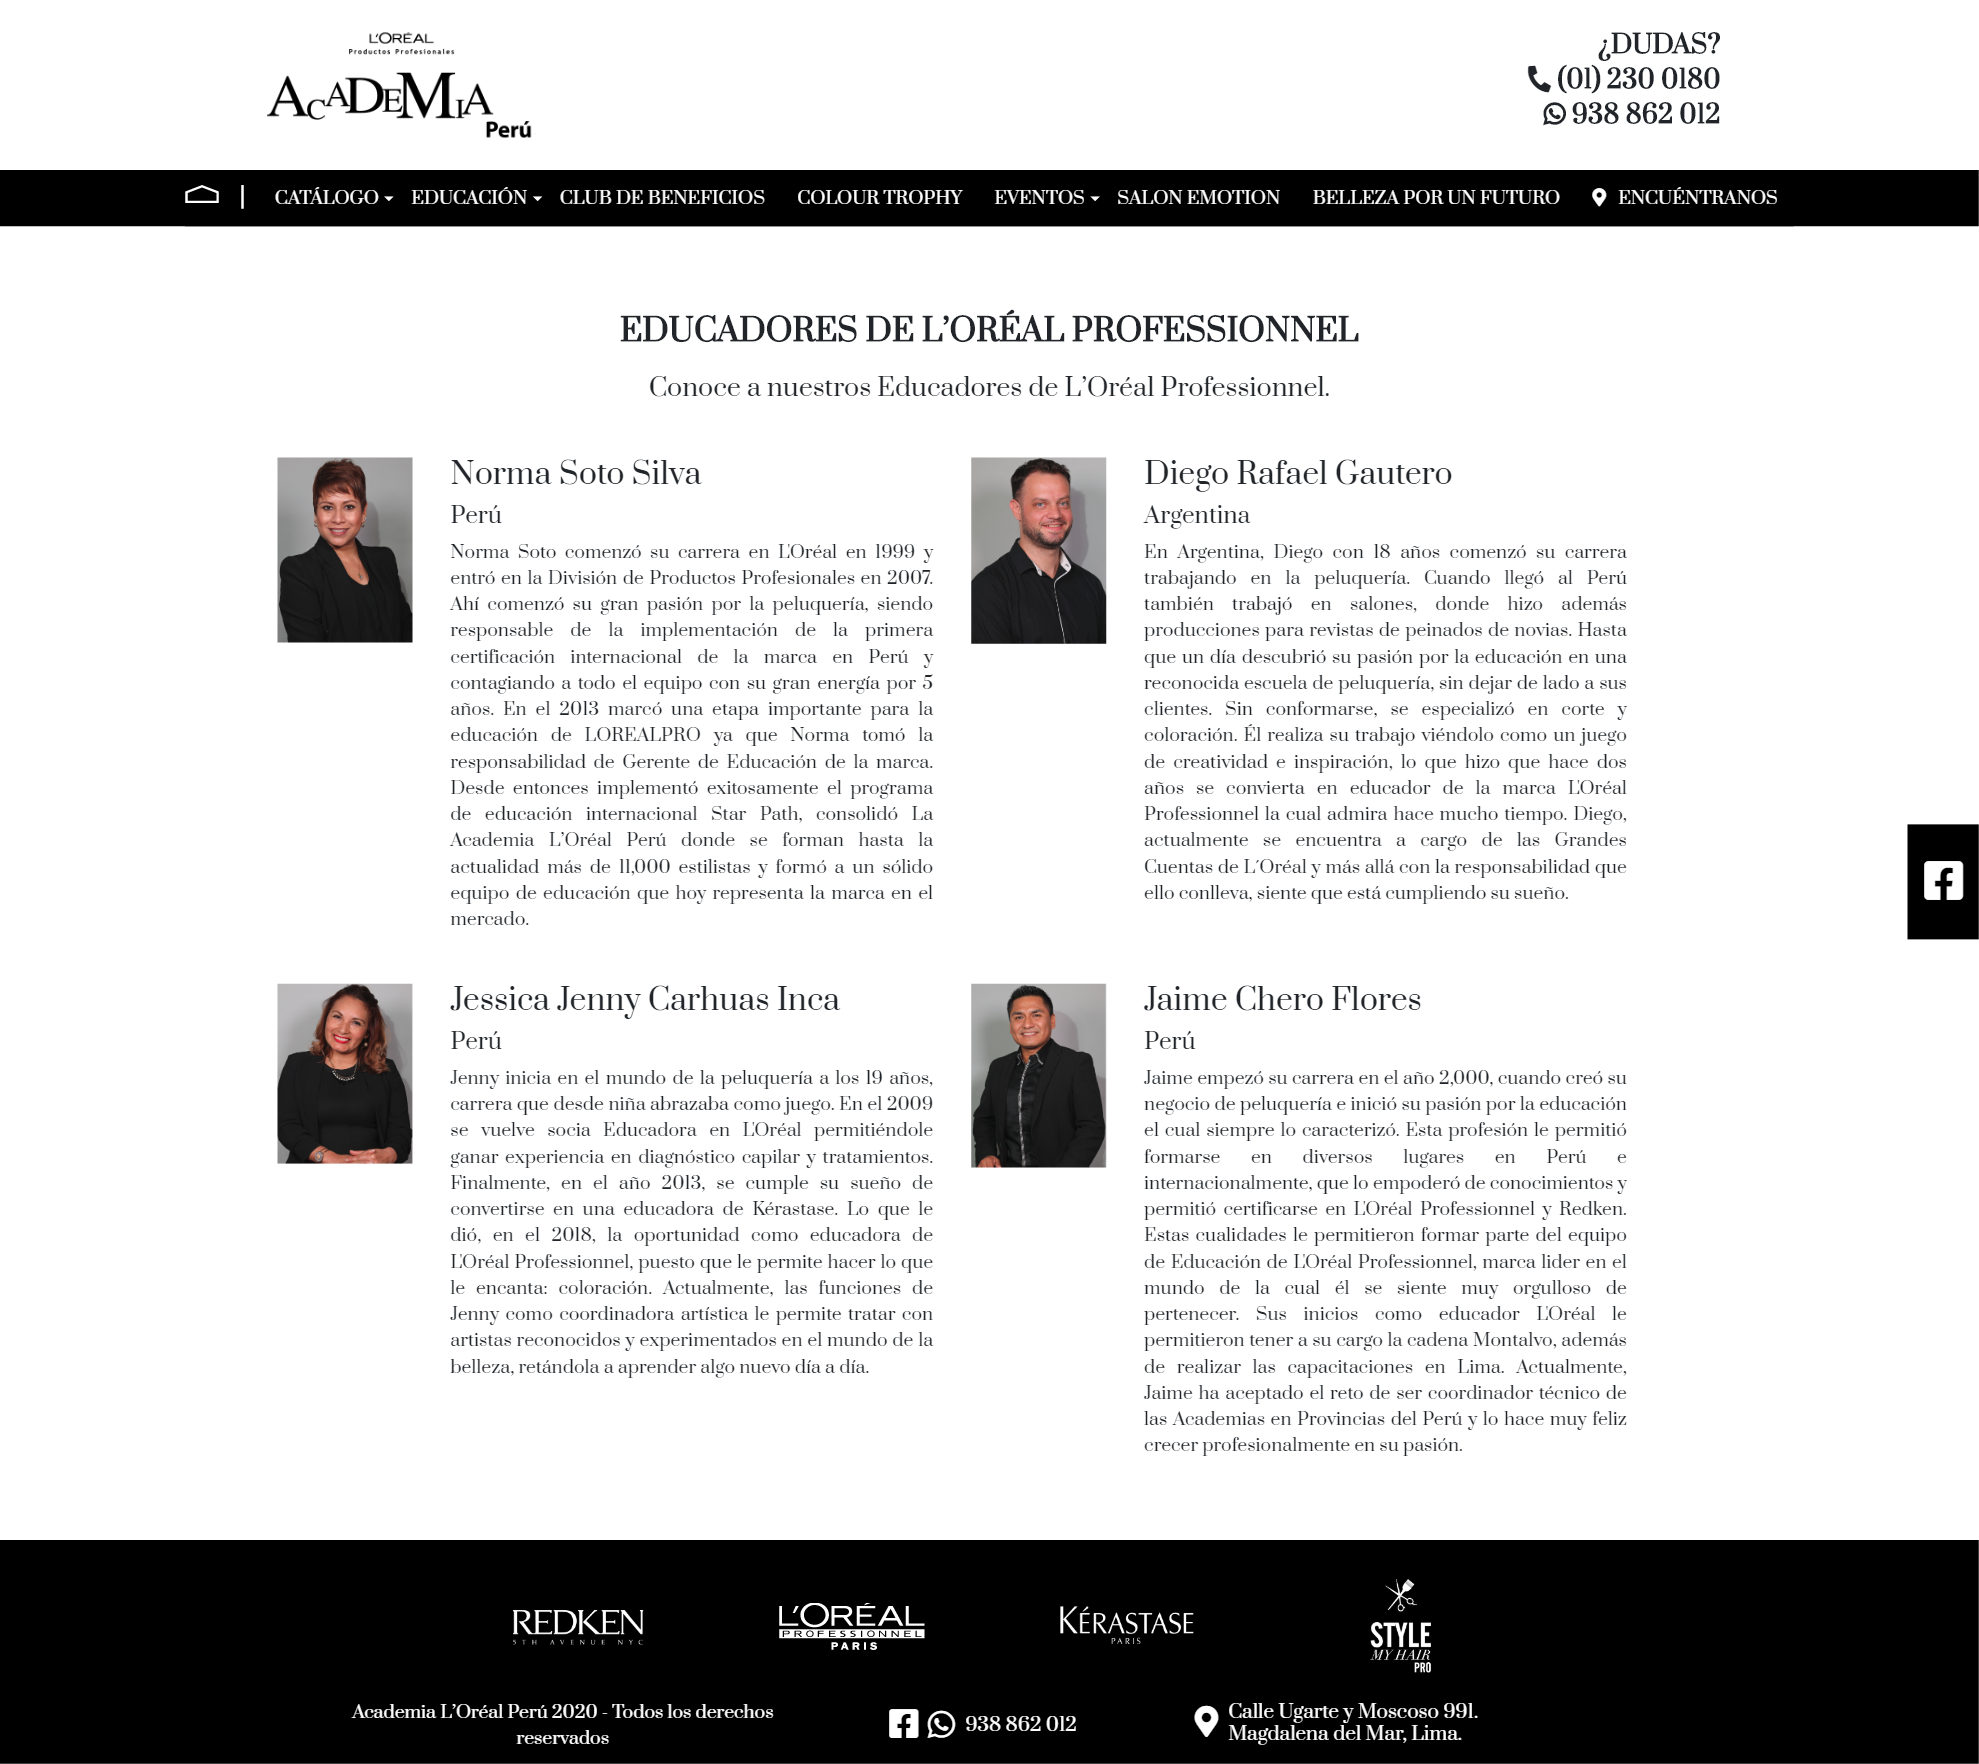 L'ORÉAL
Productos Profesionales
ACADEMIA
Perú
¿DUDAS?
(01) 230 0180
938 862 012
CATÁLOGO EDUCACIÓN CLUB DE BENEFICIOS COLOUR TROPHY EVENTOS SALON EMOTION BELLEZA POR UN FUTURO ENCUÉNTRANOS
EDUCADORES DE L’ORÉAL PROFESSIONNEL
Conoce a nuestros Educadores de L’Oréal Professionnel.
Norma Soto Silva
Perú
Norma Soto comenzó su carrera en L'Oréal en 1999 y
entró en la División de Productos Profesionales en 2007.
Ahí comenzó su gran pasión por la peluquería, siendo
responsable de la implementación de la primera
certificación internacional de la marca en Perú y
contagiando a todo el equipo con su gran energía por 5
años. En el 2013 marcó una etapa importante para la
educación de LOREALPRO ya que Norma tomó la
responsabilidad de Gerente de Educación de la marca.
Desde entonces implementó exitosamente el programa
de educación internacional Star Path, consolidó La
Academia L’Oréal Perú donde se forman hasta la
actualidad más de 11,000 estilistas y formó a un sólido
equipo de educación que hoy representa la marca en el
mercado.
Diego Rafael Gautero
Argentina
En Argentina, Diego con 18 años comenzó su carrera
trabajando en la peluquería. Cuando llegó al Perú
también trabajó en salones, donde hizo además
producciones para revistas de peinados de novias. Hasta
que un día descubrió su pasión por la educación en una
reconocida escuela de peluquería, sin dejar de lado a sus
clientes. Sin conformarse, se especializó en corte y
coloración. Él realiza su trabajo viéndolo como un juego
de creatividad e inspiración, lo que hizo que hace dos
años se convierta en educador de la marca L'Oréal
Professionnel la cual admira hace mucho tiempo. Diego,
actualmente se encuentra a cargo de las Grandes
Cuentas de L´Oréal y más allá con la responsabilidad que
ello conlleva, siente que está cumpliendo su sueño.
Jessica Jenny Carhuas Inca
Perú
Jenny inicia en el mundo de la peluquería a los 19 años,
carrera que desde niña abrazaba como juego. En el 2009
se vuelve socia Educadora en L'Oréal permitiéndole
ganar experiencia en diagnóstico capilar y tratamientos.
Finalmente, en el año 2013, se cumple su sueño de
convertirse en una educadora de Kérastase. Lo que le
dió, en el 2018, la oportunidad como educadora de
L'Oréal Professionnel, puesto que le permite hacer lo que
le encanta: coloración. Actualmente, las funciones de
Jenny como coordinadora artística le permite tratar con
artistas reconocidos y experimentados en el mundo de la
belleza, retándola a aprender algo nuevo día a día.
Jaime Chero Flores
Perú
Jaime empezó su carrera en el año 2,000, cuando creó su
negocio de peluquería e inició su pasión por la educación
el cual siempre lo caracterizó. Esta profesión le permitió
formarse en diversos lugares en Perú e
internacionalmente, que lo empoderó de conocimientos y
permitió certificarse en L'Oréal Professionnel y Redken.
Estas cualidades le permitieron formar parte del equipo
de Educación de L'Oréal Professionnel, marca lider en el
mundo de la cual él se siente muy orgulloso de
pertenecer. Sus inicios como educador L'Oréal le
permitieron tener a su cargo la cadena Montalvo, además
de realizar las capacitaciones en Lima. Actualmente,
Jaime ha aceptado el reto de ser coordinador técnico de
las Academias en Provincias del Perú y lo hace muy feliz
crecer profesionalmente en su pasión.
REDKEN
5TH AVENUE NYC
L'ORÉAL
PROFESSIONNEL
PARIS
KÉRASTASE
PARIS
STYLE
MY HAIR
PRO
Academia L’Oréal Perú 2020 - Todos los derechos
reservados
938 862 012
Calle Ugarte y Moscoso 991.
Magdalena del Mar, Lima.